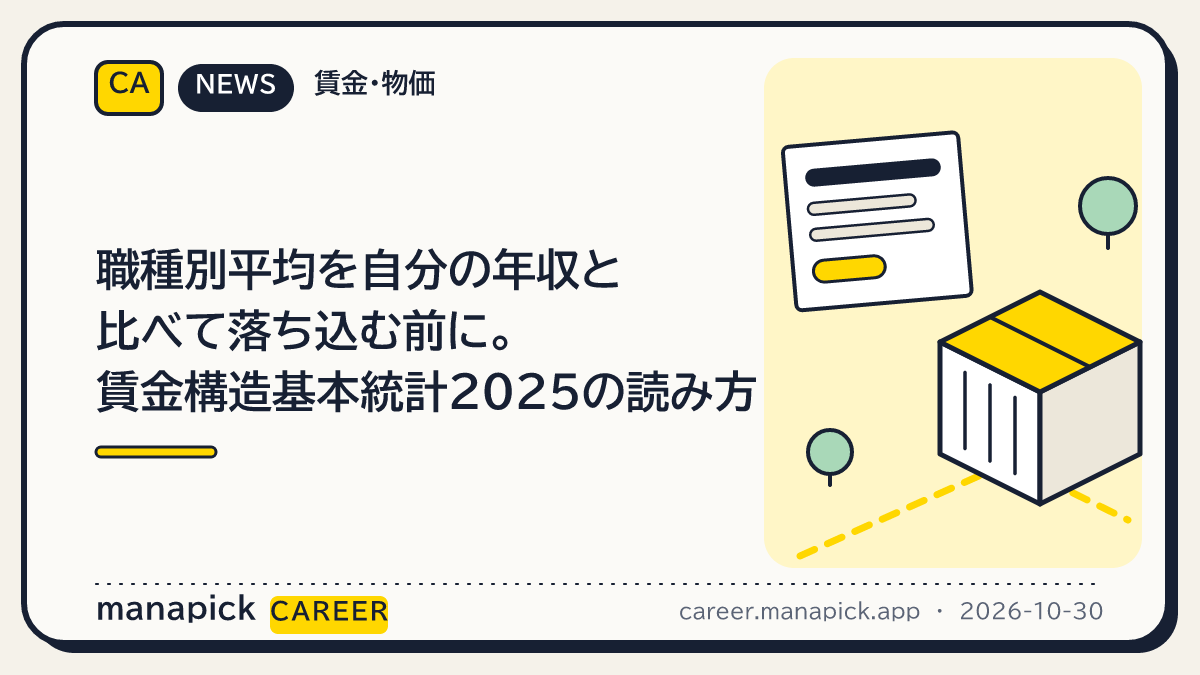 CA NEWS 賃金・物価
職種別平均を自分の年収と
比べて落ち込む前に。
賃金構造基本統計2025の読み方
manapick CAREER
career.manapick.app ・ 2026-10-30